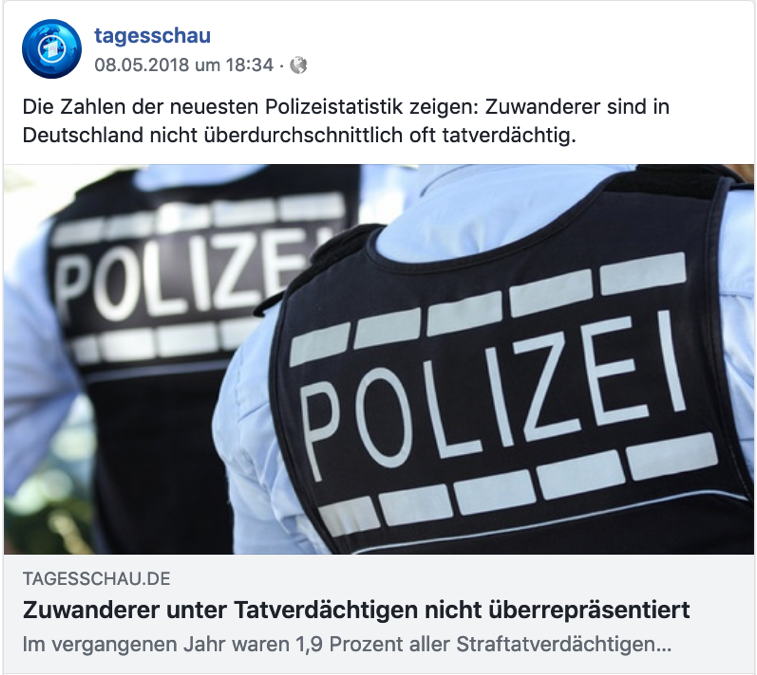 tagesschau
08.05.2018 um 18:34 ·
Die Zahlen der neuesten Polizeistatistik zeigen: Zuwanderer sind in
Deutschland nicht überdurchschnittlich oft tatverdächtig.
POLIZEI
POLIZEI
TAGESSCHAU.DE
Zuwanderer unter Tatverdächtigen nicht überrepräsentiert
Im vergangenen Jahr waren 1,9 Prozent aller Straftatverdächtigen...